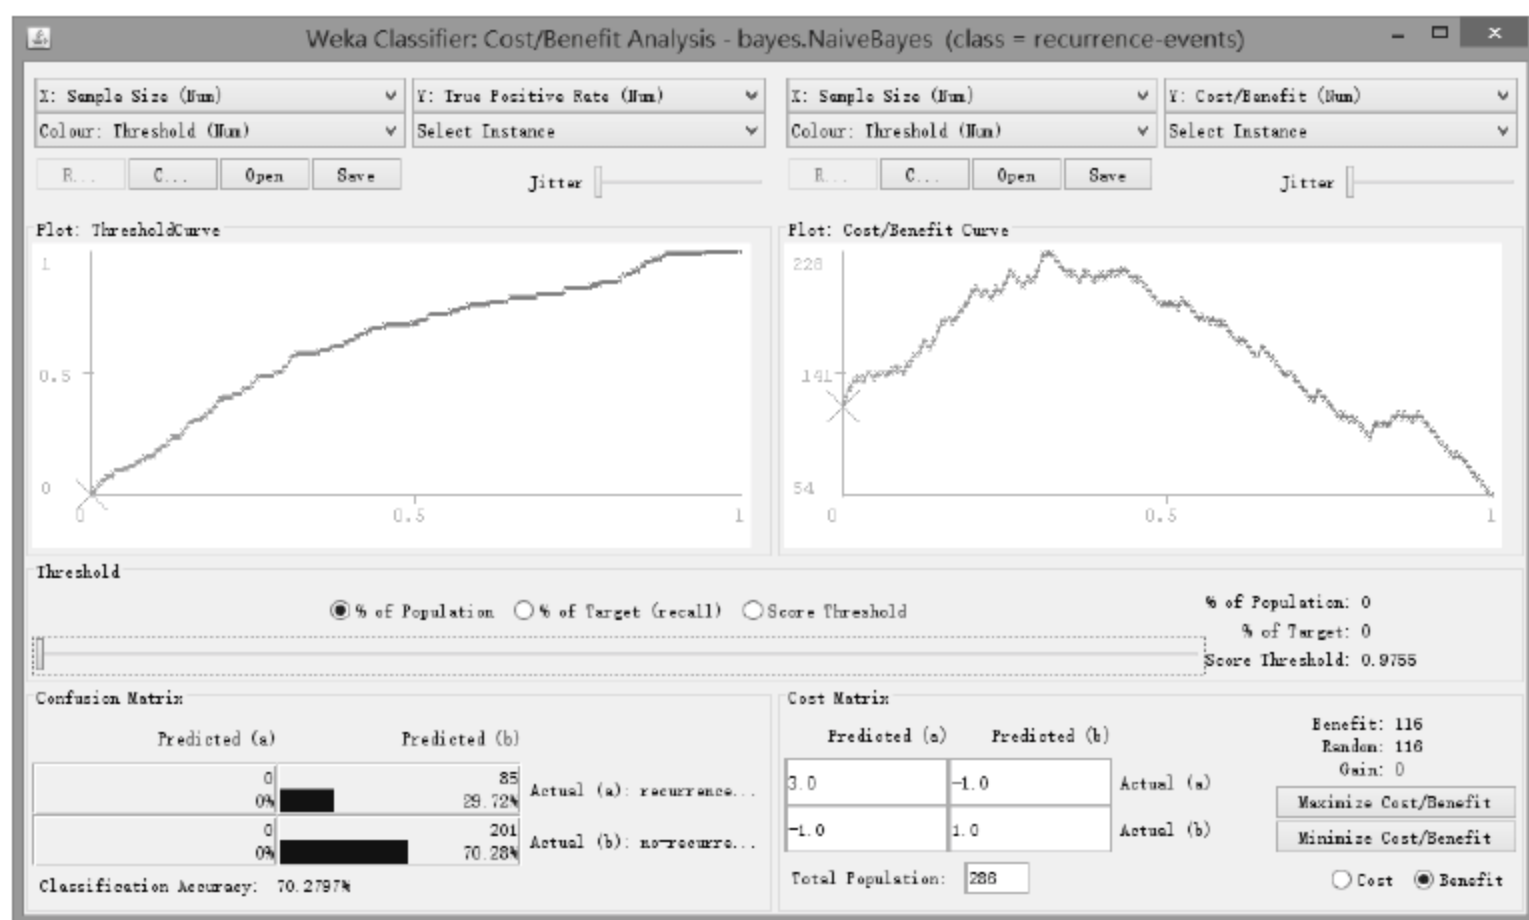 Weka Classifier: Cost/Benefit Analysis - bayes.NaiveBayes (class = recurrence-events)
X: Sample Size (Num)
Y: True Positive Rate (Num)
X: Sample Size (Num)
Y: Cost/Benefit (Num)
Colour: Threshold (Num)
Select Instance
Colour: Threshold (Num)
Select Instance
R... C... Open Save Jitter
R... C... Open Save Jitter
Plot: ThresholdCurve
1
0.5
0
0 0.5 1
Plot: Cost/Benefit Curve
228
141
54
0 0.5 1
Threshold
% of Population % of Target (recall) Score Threshold
% of Population: 0
% of Target: 0
Score Threshold: 0.9755
Confusion Matrix
Predicted (a) Predicted (b)
0 85
0% 29.72% Actual (a): recurrence...
0 201
0% 70.28% Actual (b): no-recurre...
Classification Accuracy: 70.2797%
Cost Matrix
Predicted (a) Predicted (b)
3.0 -1.0 Actual (a)
-1.0 1.0 Actual (b)
Total Population: 286
Benefit: 116
Random: 116
Gain: 0
Maximize Cost/Benefit
Minimize Cost/Benefit
Cost Benefit